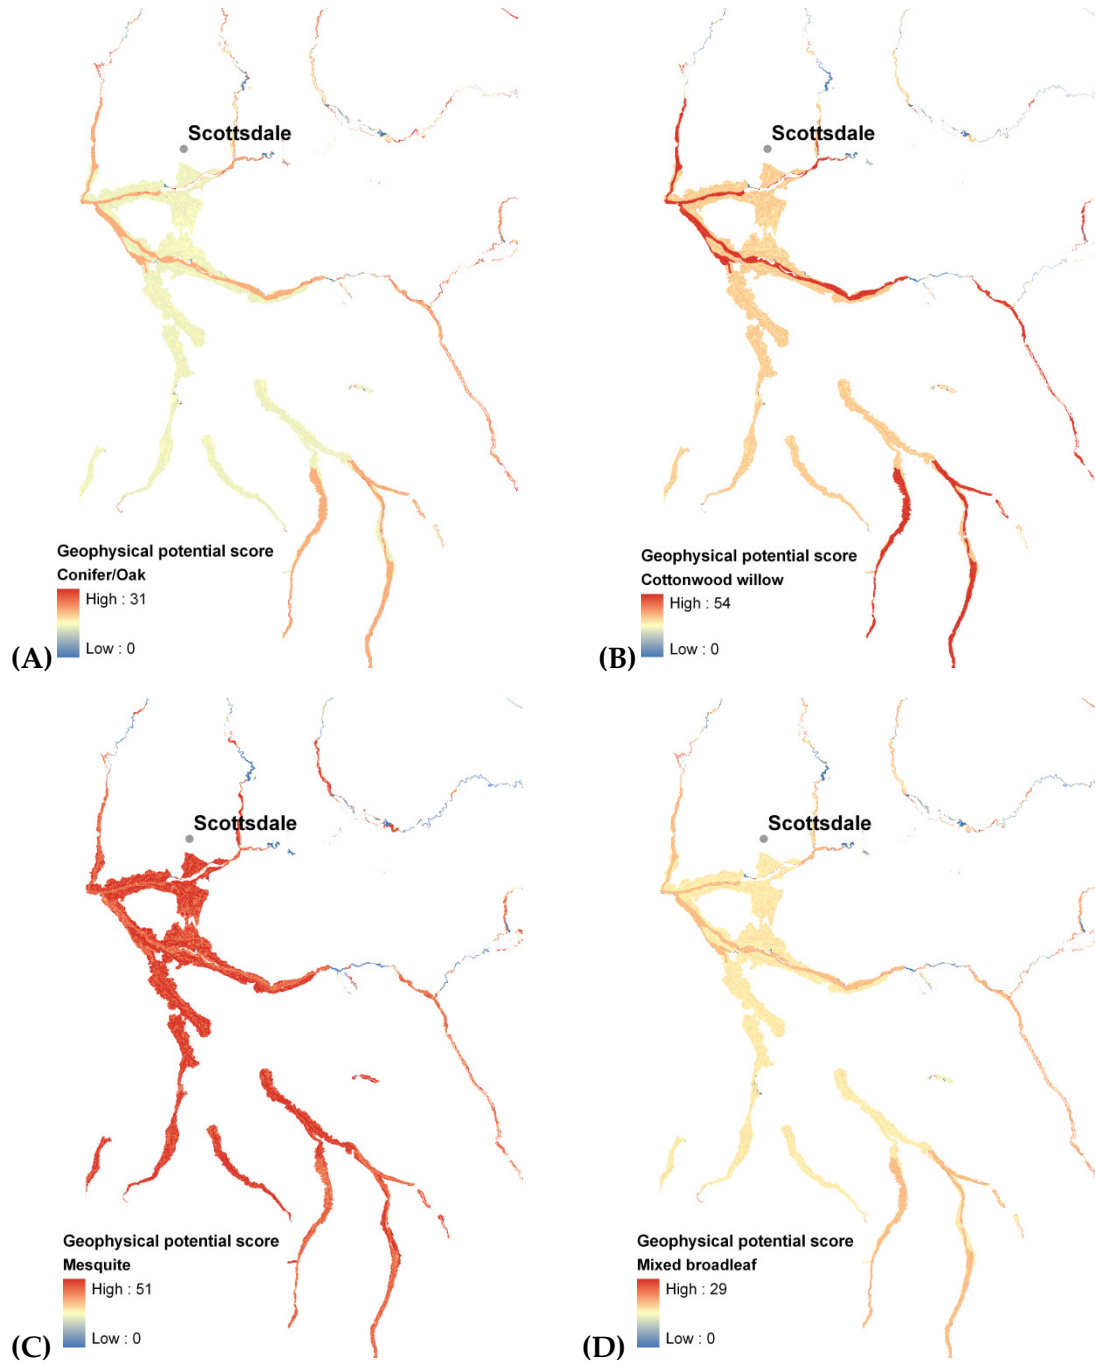 Scottsdale
Geophysical potential score
Conifer/Oak
High : 31
Low : 0
(A)
Scottsdale
Geophysical potential score
Cottonwood willow
High : 54
Low : 0
(B)
Scottsdale
Geophysical potential score
Mesquite
High : 51
Low : 0
(C)
Scottsdale
Geophysical potential score
Mixed broadleaf
High : 29
Low : 0
(D)